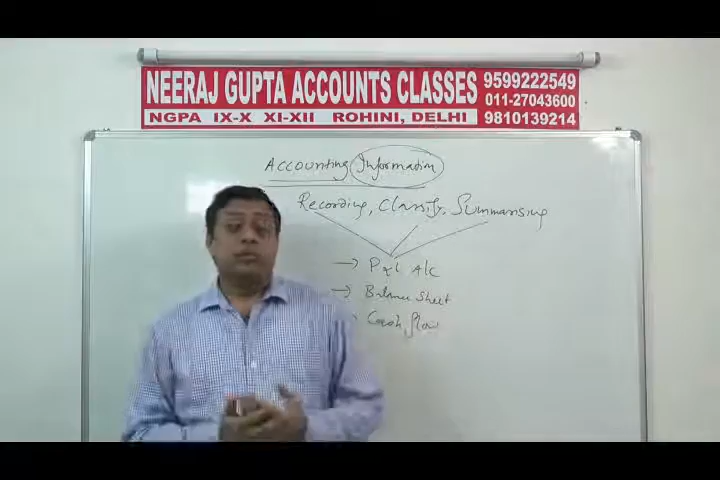 NEERAJ GUPTA ACCOUNTS CLASSES
9599222549
011-27043600
9810139214
NGPA IX-X XI-XII ROHINI, DELHI
Accounting Information
Recording, Classify, Summarising
→ P & L A/c
→ Balance Sheet
Cash flow